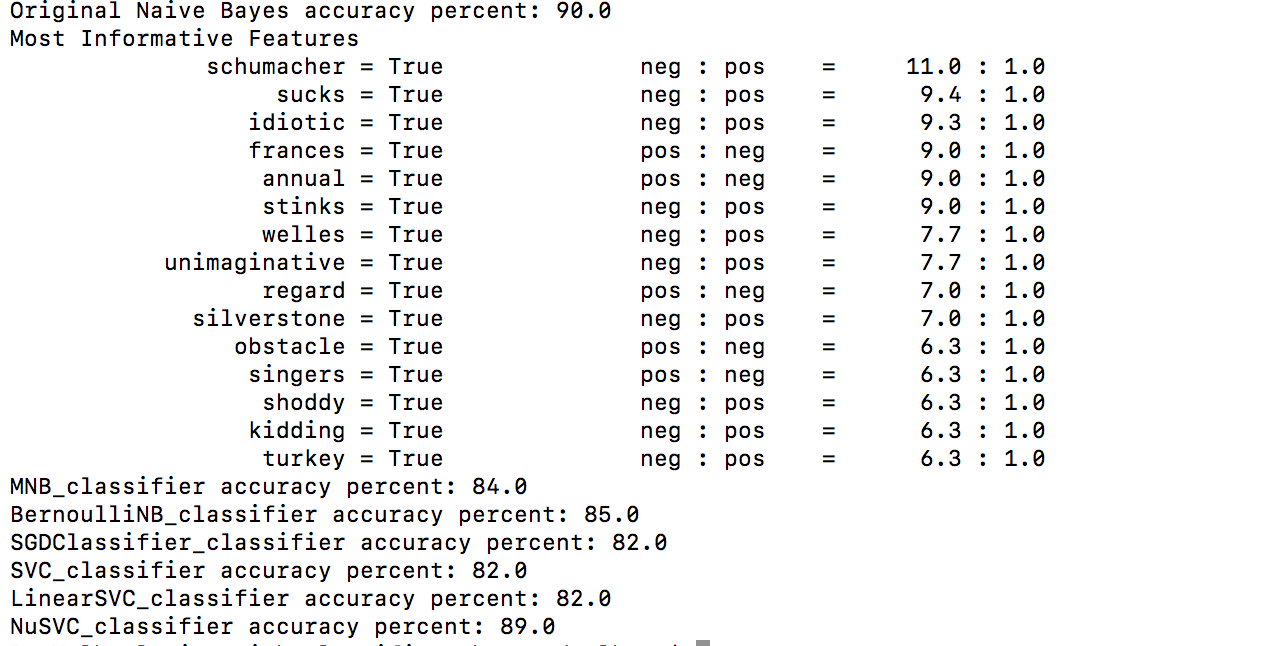 Original Naive Bayes accuracy percent: 90.0
Most Informative Features
schumacher = True neg : pos = 11.0 : 1.0
sucks = True neg : pos = 9.4 : 1.0
idiotic = True neg : pos = 9.3 : 1.0
frances = True pos : neg = 9.0 : 1.0
annual = True pos : neg = 9.0 : 1.0
stinks = True neg : pos = 9.0 : 1.0
welles = True neg : pos = 7.7 : 1.0
unimaginative = True neg : pos = 7.7 : 1.0
regard = True pos : neg = 7.0 : 1.0
silverstone = True neg : pos = 7.0 : 1.0
obstacle = True pos : neg = 6.3 : 1.0
singers = True pos : neg = 6.3 : 1.0
shoddy = True neg : pos = 6.3 : 1.0
kidding = True neg : pos = 6.3 : 1.0
turkey = True neg : pos = 6.3 : 1.0
MNB_classifier accuracy percent: 84.0
BernoulliNB_classifier accuracy percent: 85.0
SGDClassifier_classifier accuracy percent: 82.0
SVC_classifier accuracy percent: 82.0
LinearSVC_classifier accuracy percent: 82.0
NuSVC_classifier accuracy percent: 89.0